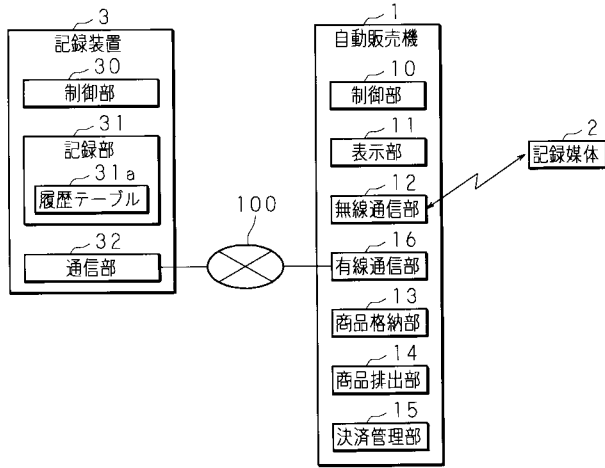 3
記録装置
30
制御部
31
記録部
31a
履歴テーブル
32
通信部
100
1
自動販売機
10
制御部
11
表示部
12
無線通信部
16
有線通信部
13
商品格納部
14
商品排出部
15
決済管理部
2
記録媒体